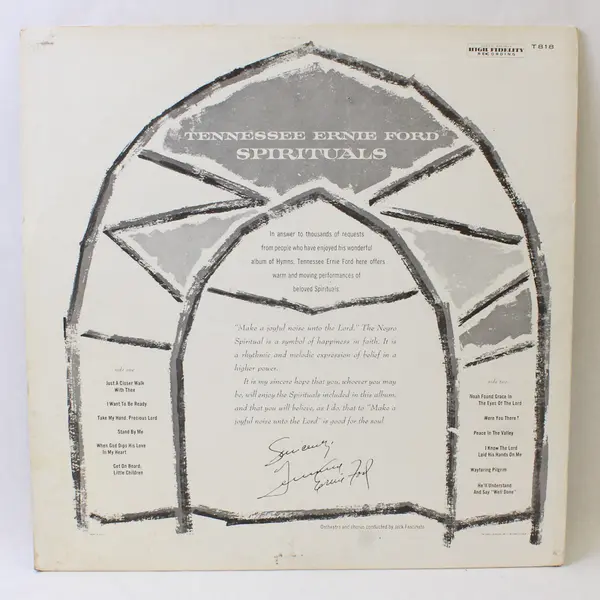 HIGH FIDELITY
RECORDING
T818
TENNESSEE ERNIE FORD
SPIRITUALS
In answer to thousands of requests
from people who have enjoyed his wonderful
album of Hymns, Tennessee Ernie Ford here offers
warm and moving performances of
beloved Spirituals
"Make a joyful noise unto the Lord." The Negro
Spiritual is a symbol of happiness in faith. It is
a rhythmic and melodic expression of belief in a
higher power.
It is my sincere hope that you, whoever you may
be, will enjoy the Spirituals included in this album;
and that you will believe, as I do, that to "Make a
joyful noise unto the Lord" is good for the soul.
Sincerely,
Tennessee
Ernie Ford
side one
Just A Closer Walk
With Thee
I Want To Be Ready
Take My Hand, Precious Lord
Stand By Me
When God Dips His Love
In My Heart
Get On Board,
Little Children
side two
Noah Found Grace In
The Eyes Of The Lord
Were You There?
Peace In The Valley
I Know The Lord
Laid His Hands On Me
Wayfaring Pilgrim
He'll Understand
And Say "Well Done"
Orchestra and chorus conducted by Jack Fascinato